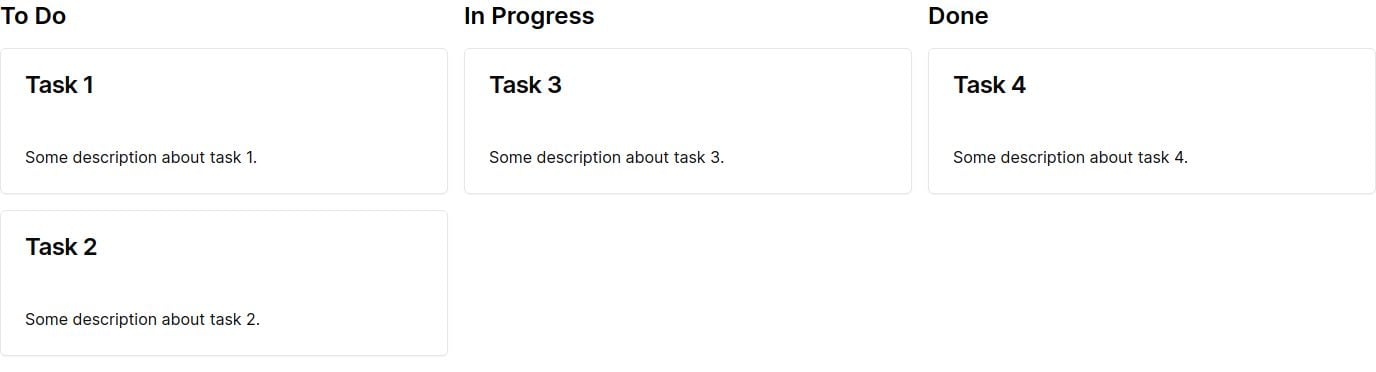 To Do
Task 1
Some description about task 1.
Task 2
Some description about task 2.
In Progress
Task 3
Some description about task 3.
Done
Task 4
Some description about task 4.